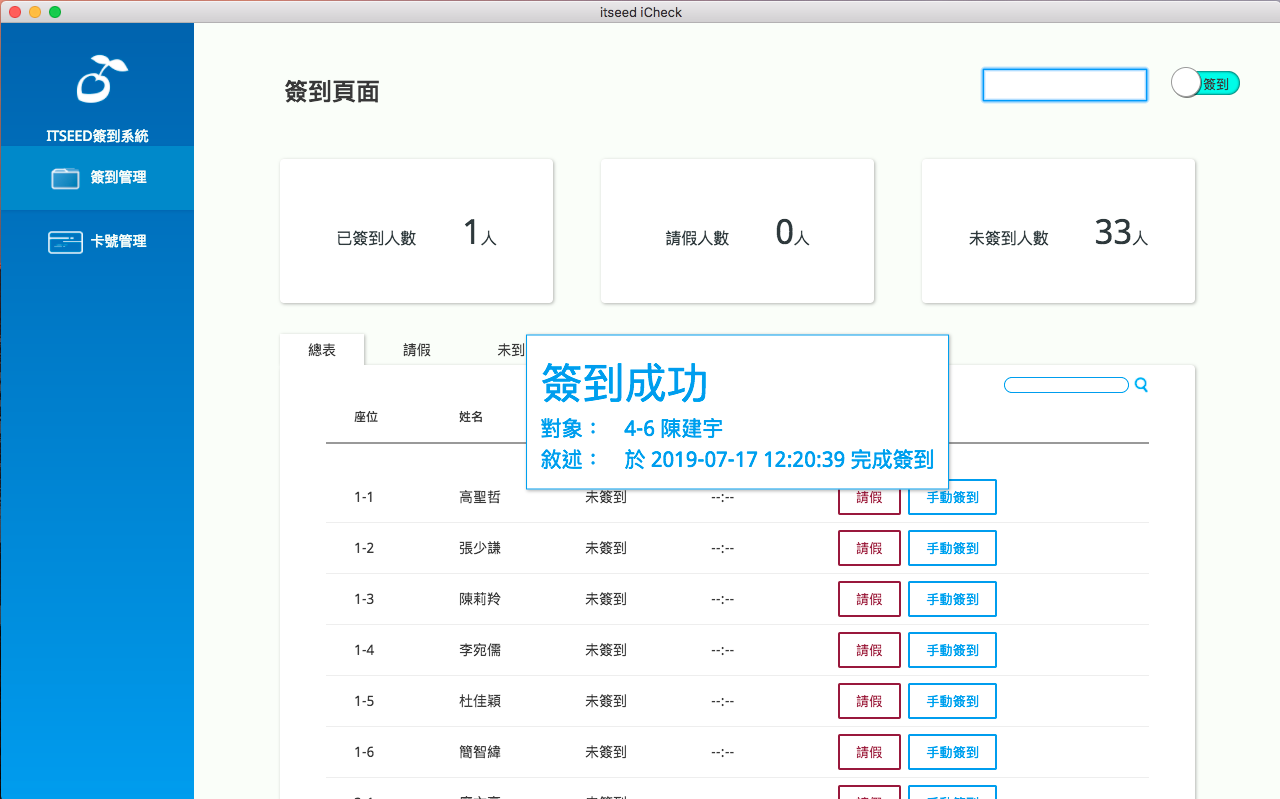 itseed iCheck
ITSEED簽到系統
簽到管理
卡號管理
簽到頁面
簽到
已簽到人數 1人
請假人數 0人
未簽到人數 33人
總表 請假 未到
簽到成功
對象： 4-6 陳建宇
敘述： 於 2019-07-17 12:20:39 完成簽到
座位 姓名
1-1 高聖哲 未簽到 --:-- 請假 手動簽到
1-2 張少謙 未簽到 --:-- 請假 手動簽到
1-3 陳莉羚 未簽到 --:-- 請假 手動簽到
1-4 李宛儒 未簽到 --:-- 請假 手動簽到
1-5 杜佳穎 未簽到 --:-- 請假 手動簽到
1-6 簡智緯 未簽到 --:-- 請假 手動簽到